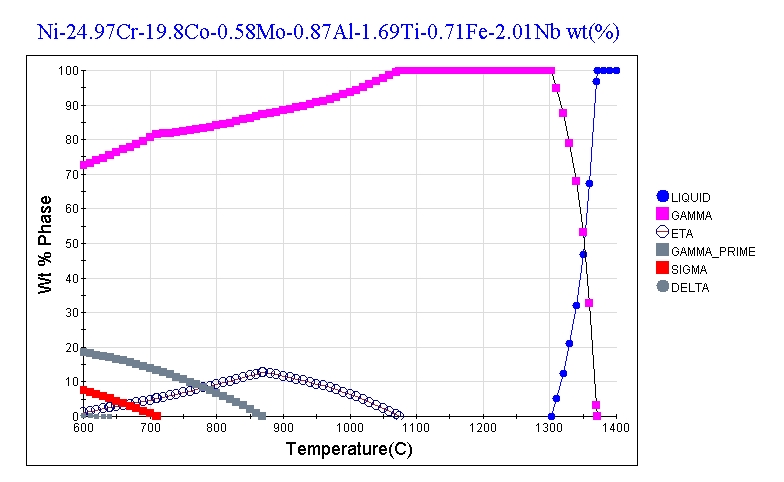 Ni-24.97Cr-19.8Co-0.58Mo-0.87Al-1.69Ti-0.71Fe-2.01Nb wt(%)
100
90
80
70
60
50
40
30
20
10
0
Wt % Phase
600 700 800 900 1000 1100 1200 1300 1400
Temperature(C)
LIQUID
GAMMA
ETA
GAMMA_PRIME
SIGMA
DELTA